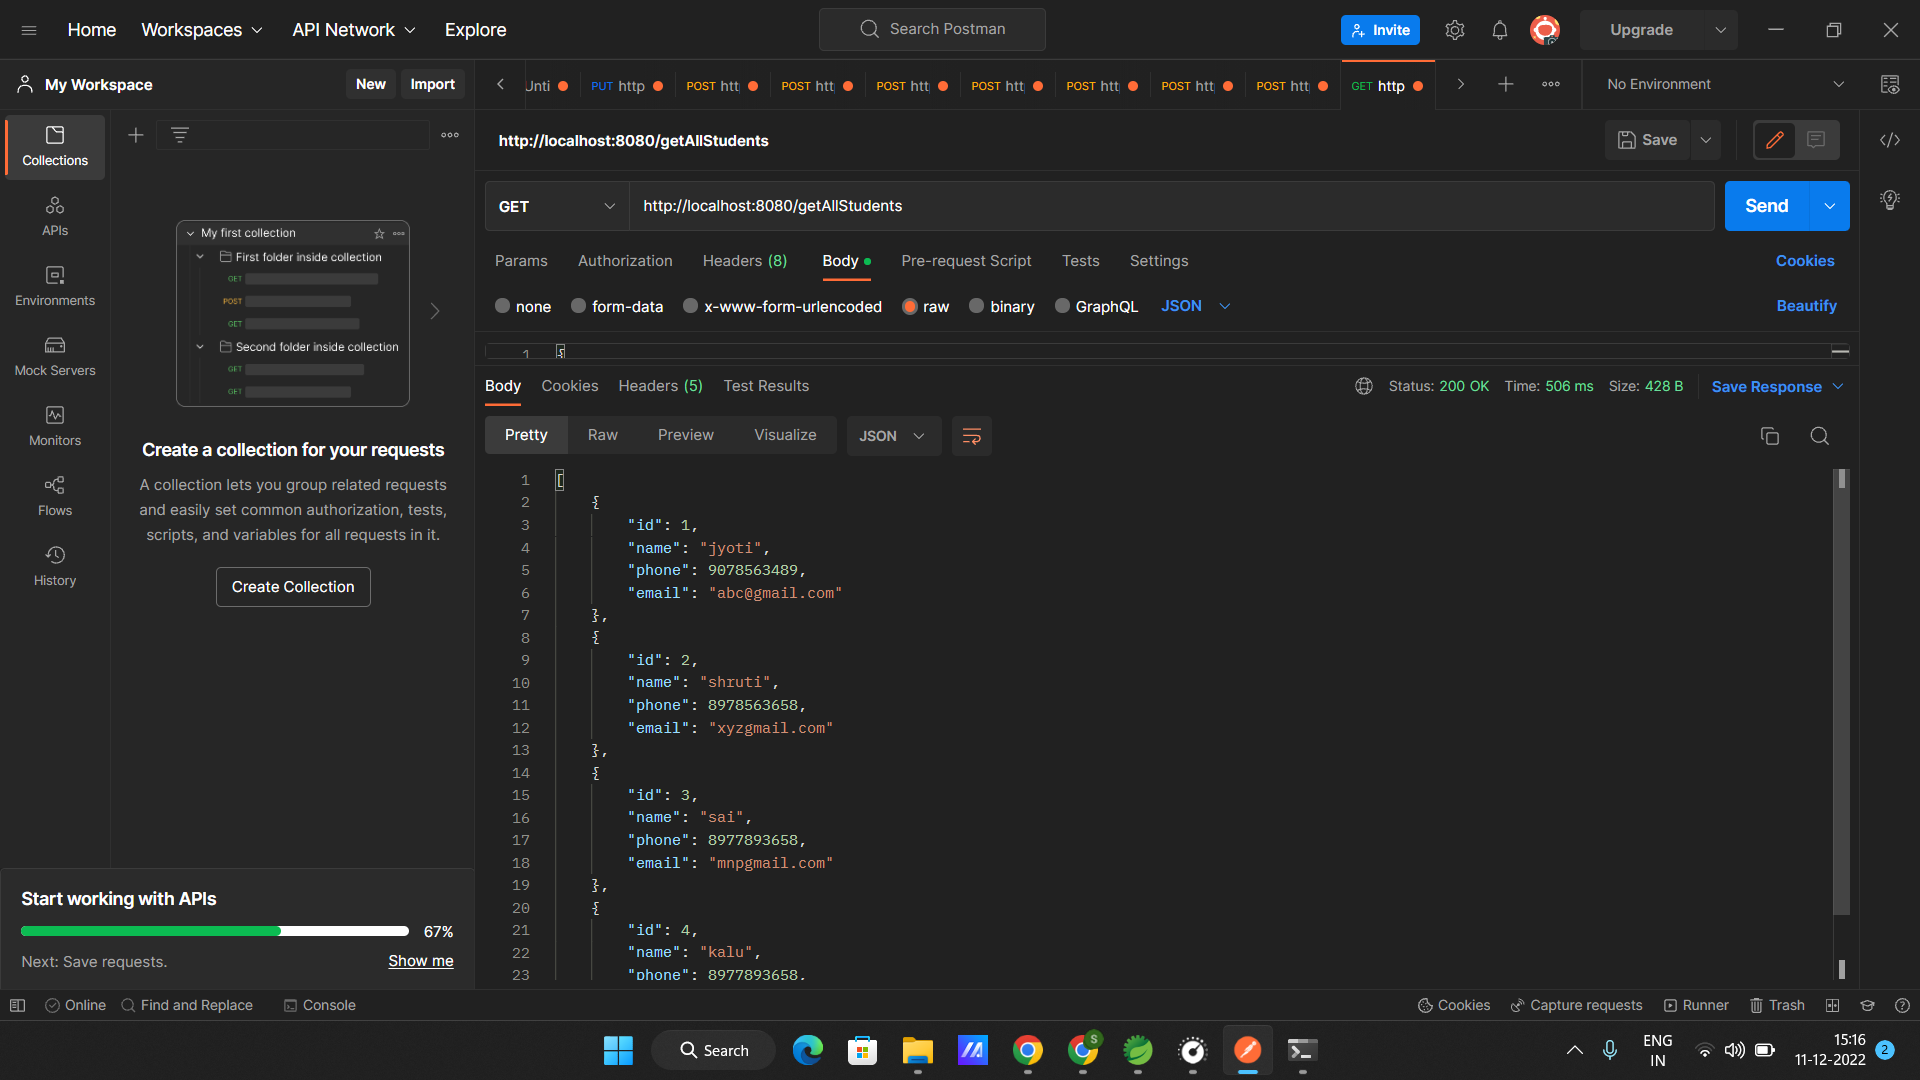 Home
Workspaces
API Network
Explore
Search Postman
Invite
Upgrade
My Workspace
New
Import
Unti
PUT http
POST htt
POST htt
POST htt
POST htt
POST htt
POST htt
POST htt
GET http
No Environment
Collections
APIs
Environments
Mock Servers
Monitors
Flows
History
My first collection
First folder inside collection
GET
POST
GET
Second folder inside collection
GET
GET
Create a collection for your requests
A collection lets you group related requests
and easily set common authorization, tests,
scripts, and variables for all requests in it.
Create Collection
Start working with APIs
67%
Next: Save requests.
Show me
http://localhost:8080/getAllStudents
Save
GET
http://localhost:8080/getAllStudents
Send
Params
Authorization
Headers (8)
Body
Pre-request Script
Tests
Settings
Cookies
none
form-data
x-www-form-urlencoded
raw
binary
GraphQL
JSON
Beautify
1 {
Body
Cookies
Headers (5)
Test Results
Status: 200 OK
Time: 506 ms
Size: 428 B
Save Response
Pretty
Raw
Preview
Visualize
JSON
1 [
2 {
3 "id": 1,
4 "name": "jyoti",
5 "phone": 9078563489,
6 "email": "abc@gmail.com"
7 },
8 {
9 "id": 2,
10 "name": "shruti",
11 "phone": 8978563658,
12 "email": "xyzgmail.com"
13 },
14 {
15 "id": 3,
16 "name": "sai",
17 "phone": 8977893658,
18 "email": "mnpgmail.com"
19 },
20 {
21 "id": 4,
22 "name": "kalu",
23 "phone": 8977893658,
Online
Find and Replace
Console
Cookies
Capture requests
Runner
Trash
Search
S
ENG
IN
15:16
11-12-2022
2